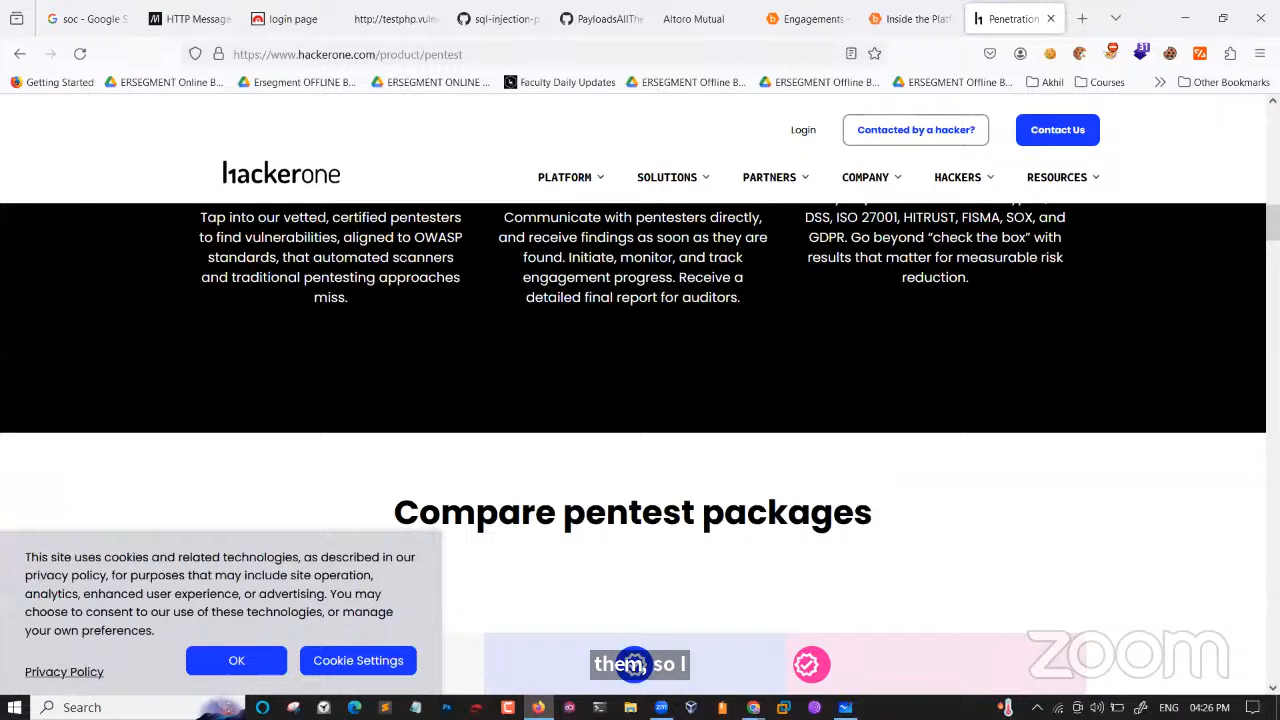 soc - Google S
HTTP Message
login page
http://testphp.vuln
sql-injection-p
PayloadsAllThe
Altoro Mutual
Engagements -
Inside the Platf
Penetration
https://www.hackerone.com/product/pentest
31
Getting Started
ERSEGMENT Online B...
Ersegment OFFLINE B...
ERSEGMENT ONLINE ...
Faculty Daily Updates
ERSEGMENT Offline B...
ERSEGMENT Offline B...
ERSEGMENT Offline B...
Akhil
Courses
Other Bookmarks
Login
Contacted by a hacker?
Contact Us
hackerone
PLATFORM
SOLUTIONS
PARTNERS
COMPANY
HACKERS
RESOURCES
Tap into our vetted, certified pentesters
to find vulnerabilities, aligned to OWASP
standards, that automated scanners
and traditional pentesting approaches
miss.
Communicate with pentesters directly,
and receive findings as soon as they are
found. Initiate, monitor, and track
engagement progress. Receive a
detailed final report for auditors.
DSS, ISO 27001, HITRUST, FISMA, SOX, and
GDPR. Go beyond “check the box” with
results that matter for measurable risk
reduction.
Compare pentest packages
This site uses cookies and related technologies, as described in our
privacy policy, for purposes that may include site operation,
analytics, enhanced user experience, or advertising. You may
choose to consent to our use of these technologies, or manage
your own preferences.
Privacy Policy
OK
Cookie Settings
them, so I
zoom
Search
ENG
04:26 PM